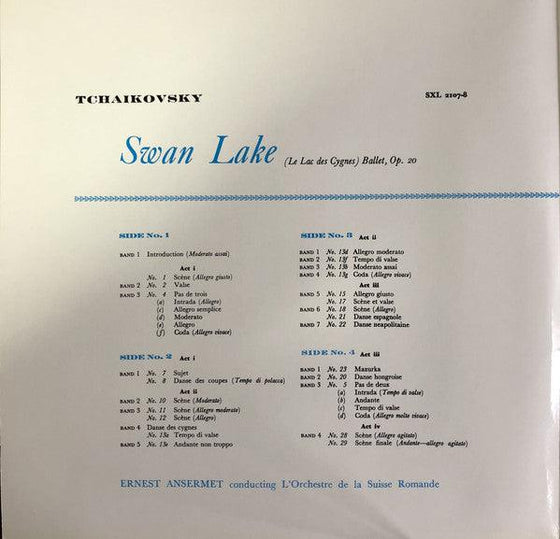 TCHAIKOVSKY
SXL 2107-8
Swan Lake (Le Lac des Cygnes) Ballet, Op. 20
SIDE No. 1
BAND 1 Introduction (Moderato assai)
Act i
No. 1 Scène (Allegro giusto)
BAND 2 No. 2 Valse
BAND 3 No. 4 Pas de trois
(a) Intrada (Allegro)
(c) Allegro semplice
(d) Moderato
(e) Allegro
(f) Coda (Allegro vivace)
SIDE No. 2 Act i
BAND 1 No. 7 Sujet
No. 8 Danse des coupes (Tempo di polacca)
Act ii
BAND 2 No. 10 Scène (Moderato)
BAND 3 No. 11 Scène (Allegro moderato)
No. 12 Scène (Allegro)
BAND 4 Danse des cygnes
No. 13a Tempo di valse
BAND 5 No. 13e Andante non troppo
SIDE No. 3 Act ii
BAND 1 No. 13d Allegro moderato
BAND 2 No. 13f Tempo di valse
BAND 3 No. 13b Moderato assai
BAND 4 No. 13g Coda (Allegro vivace)
Act iii
BAND 5 No. 15 Allegro giusto
No. 17 Scène et valse
BAND 6 No. 18 Scène (Allegro)
No. 21 Danse espagnole
BAND 7 No. 22 Danse neapolitaine
SIDE No. 4 Act iii
BAND 1 No. 23 Mazurka
BAND 2 No. 20 Danse hongroise
BAND 3 No. 5 Pas de deux
(a) Intrada (Tempo di valse)
(b) Andante
(c) Tempo di valse
(d) Coda (Allegro molto vivace)
Act iv
BAND 4 No. 28 Scène (Allegro agitato)
No. 29 Scène finale (Andante—allegro agitato)
ERNEST ANSERMET conducting L'Orchestre de la Suisse Romande